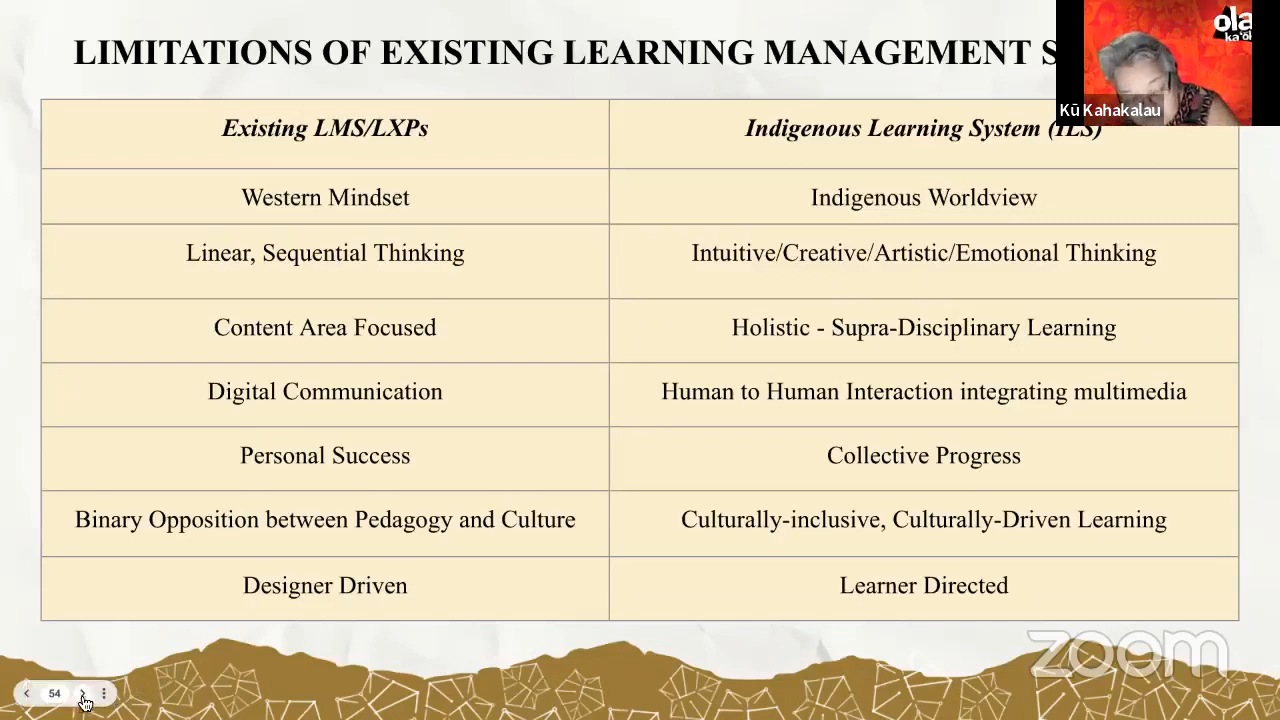 LIMITATIONS OF EXISTING LEARNING MANAGEMENT S
ola
ka'ōi
Kū Kahakalau
Existing LMS/LXPs
Indigenous Learning System (ILS)
Western Mindset
Indigenous Worldview
Linear, Sequential Thinking
Intuitive/Creative/Artistic/Emotional Thinking
Content Area Focused
Holistic - Supra-Disciplinary Learning
Digital Communication
Human to Human Interaction integrating multimedia
Personal Success
Collective Progress
Binary Opposition between Pedagogy and Culture
Culturally-inclusive, Culturally-Driven Learning
Designer Driven
Learner Directed
zoom
54